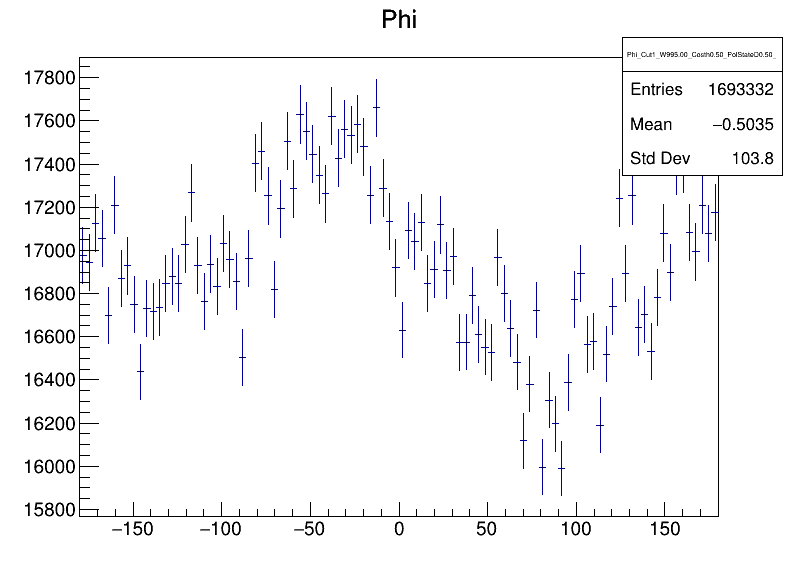 Phi
Phi_Cut1_W995.00_Costh0.50_PolStateD0.50_
Entries 1693332
Mean −0.5035
Std Dev 103.8
17800
17600
17400
17200
17000
16800
16600
16400
16200
16000
15800
−150 −100 −50 0 50 100 150